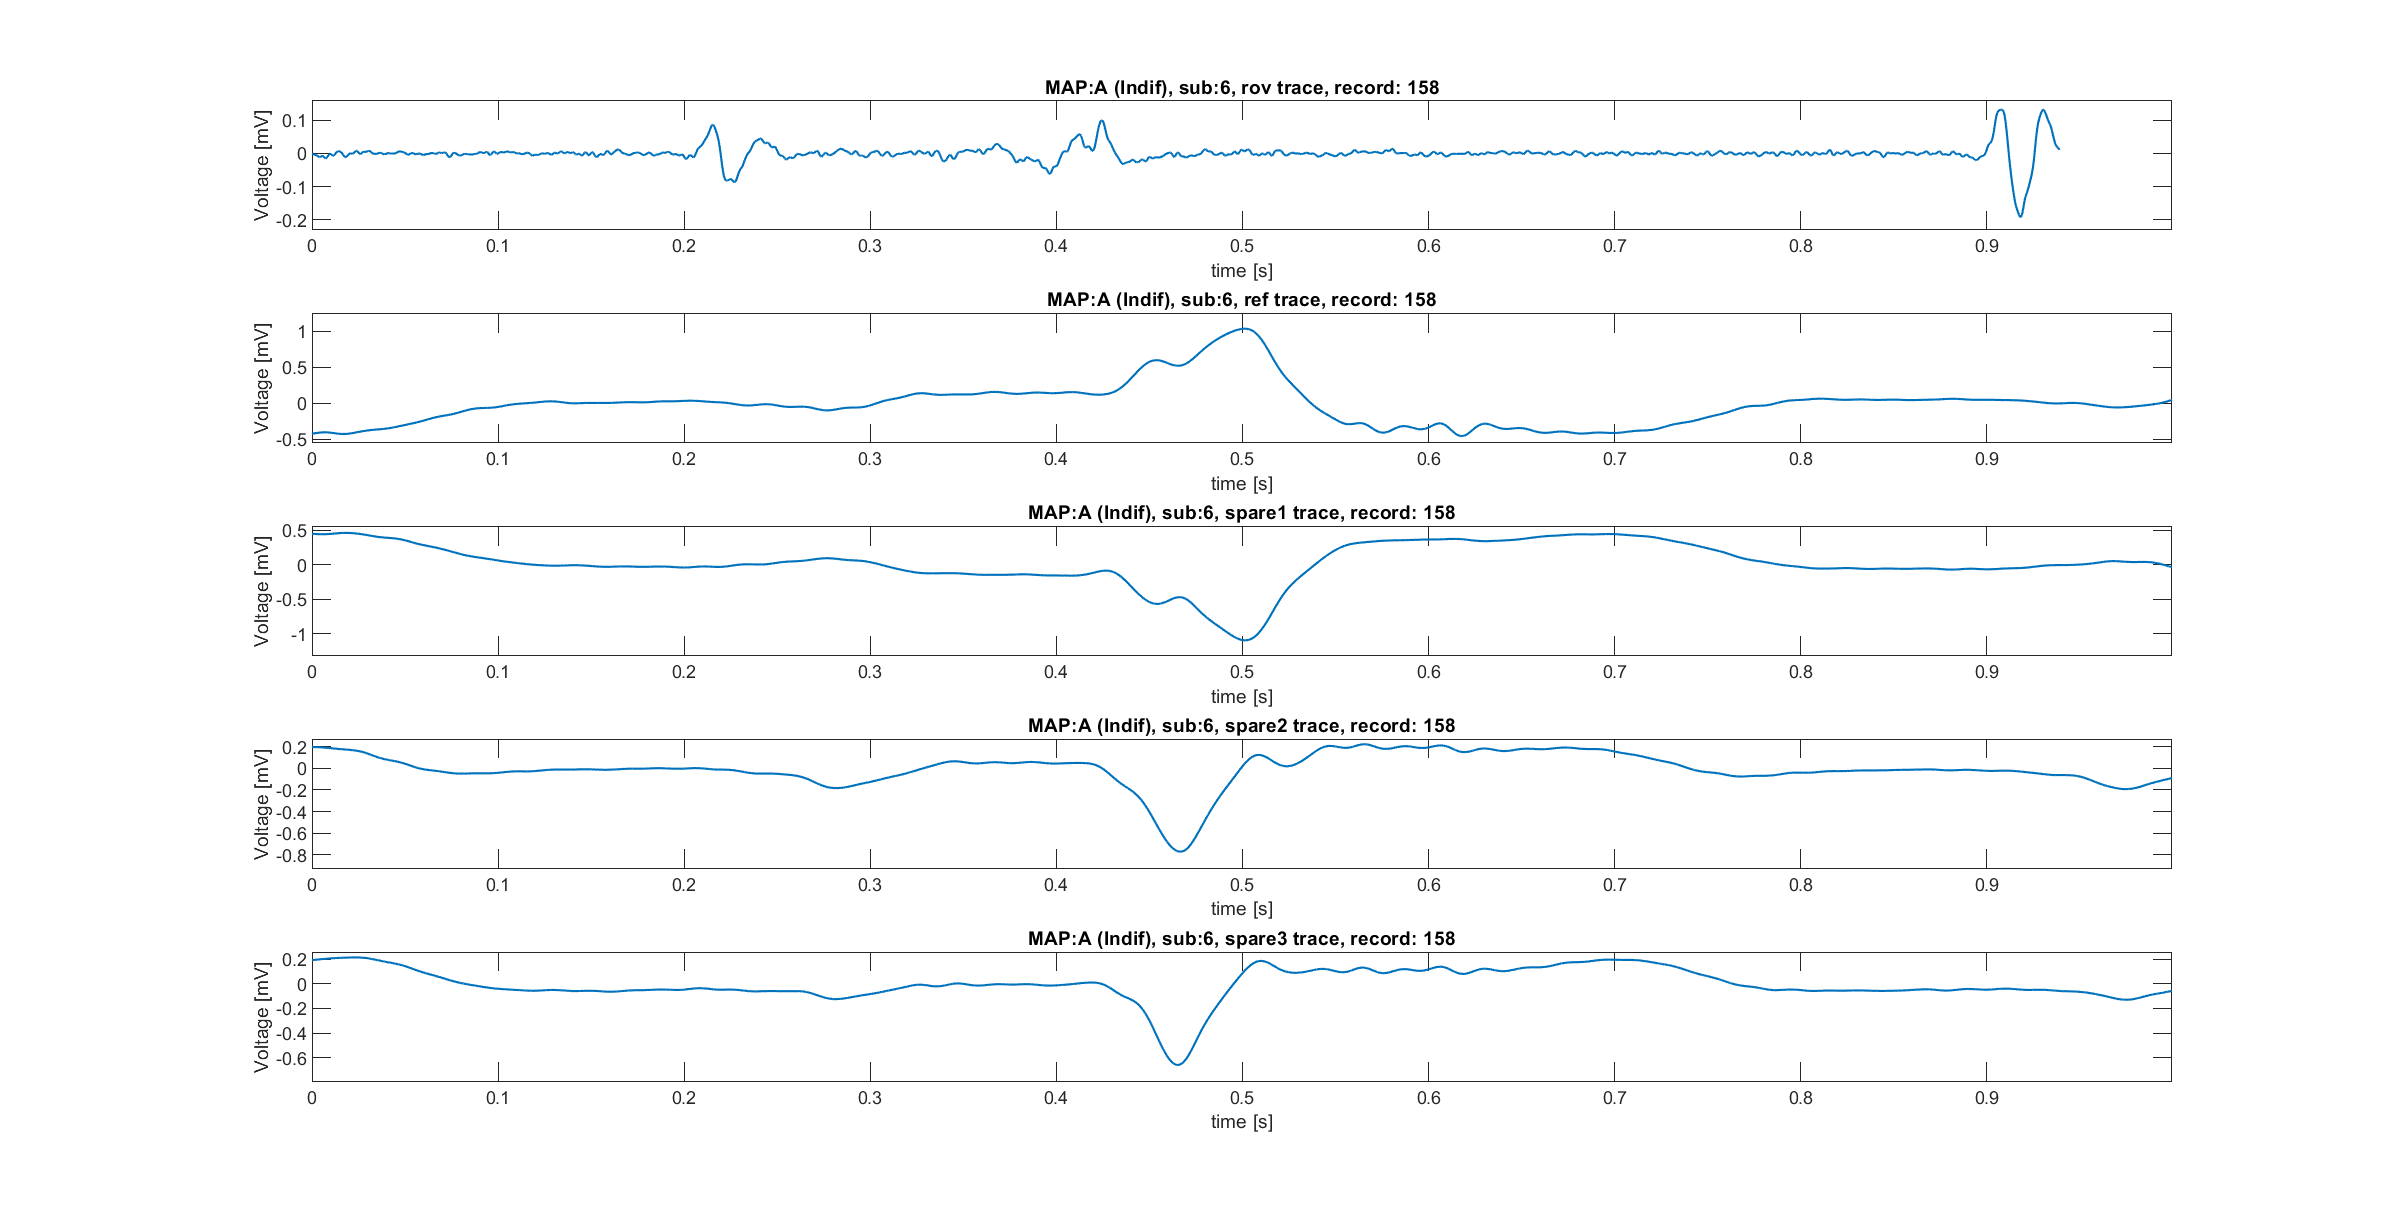 MAP:A (Indif), sub:6, rov trace, record: 158
Voltage [mV]
0.1
0
-0.1
-0.2
0 0.1 0.2 0.3 0.4 0.5 0.6 0.7 0.8 0.9
time [s]
MAP:A (Indif), sub:6, ref trace, record: 158
Voltage [mV]
1
0.5
0
-0.5
0 0.1 0.2 0.3 0.4 0.5 0.6 0.7 0.8 0.9
time [s]
MAP:A (Indif), sub:6, spare1 trace, record: 158
Voltage [mV]
0.5
0
-0.5
-1
0 0.1 0.2 0.3 0.4 0.5 0.6 0.7 0.8 0.9
time [s]
MAP:A (Indif), sub:6, spare2 trace, record: 158
Voltage [mV]
0.2
0
-0.2
-0.4
-0.6
-0.8
0 0.1 0.2 0.3 0.4 0.5 0.6 0.7 0.8 0.9
time [s]
MAP:A (Indif), sub:6, spare3 trace, record: 158
Voltage [mV]
0.2
0
-0.2
-0.4
-0.6
0 0.1 0.2 0.3 0.4 0.5 0.6 0.7 0.8 0.9
time [s]